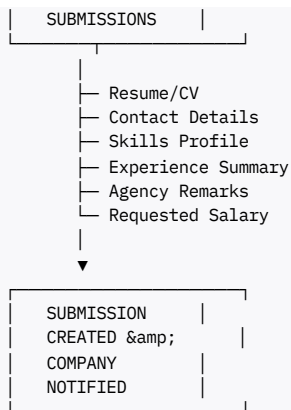 SUBMISSIONS
Resume/CV
Contact Details
Skills Profile
Experience Summary
Agency Remarks
Requested Salary
SUBMISSION
CREATED &amp;
COMPANY
NOTIFIED